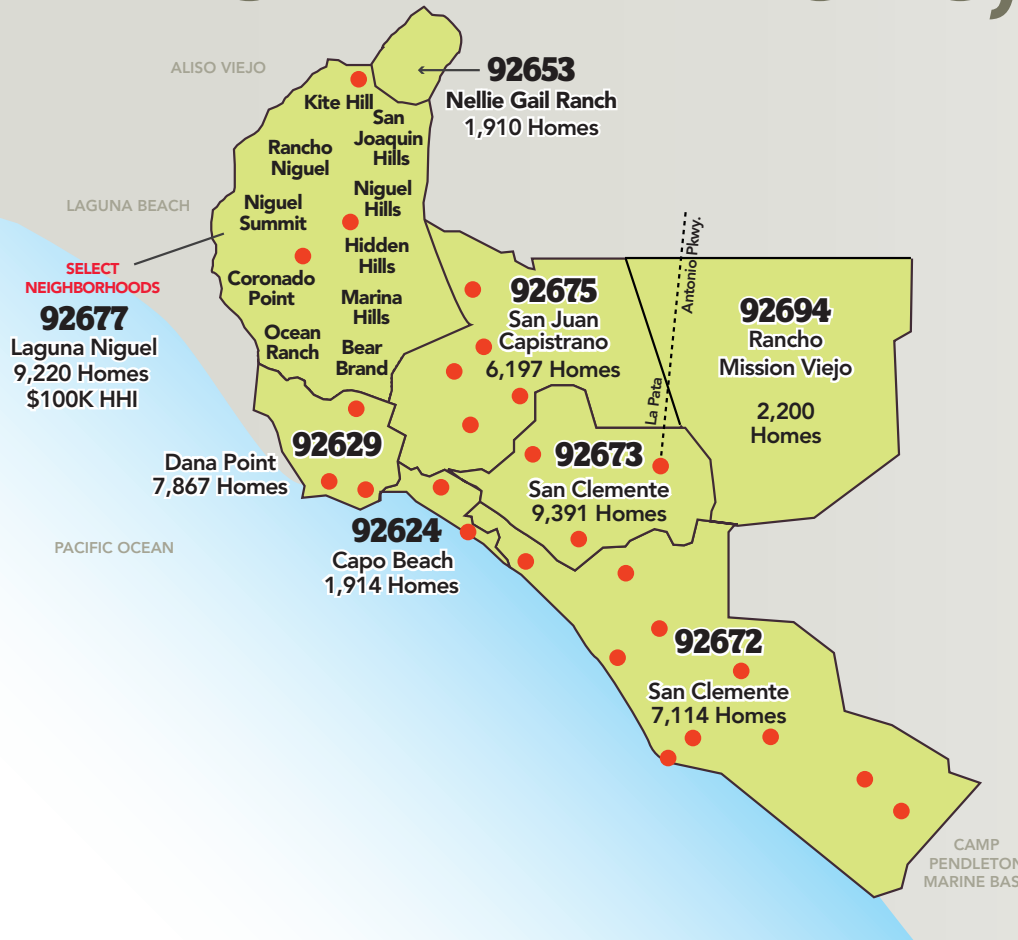 ALISO VIEJO
92653
Nellie Gail Ranch
1,910 Homes
Kite Hill
San
Joaquin
Hills
Rancho
Niguel
Niguel
Hills
Niguel
Summit
Hidden
Hills
Coronado
Point
Marina
Hills
Ocean
Ranch
Bear
Brand
LAGUNA BEACH
SELECT
NEIGHBORHOODS
92677
Laguna Niguel
9,220 Homes
$100K HHI
92675
San Juan
Capistrano
6,197 Homes
Antonio Pkwy.
La Pata
92694
Rancho
Mission Viejo
2,200
Homes
92629
Dana Point
7,867 Homes
92673
San Clemente
9,391 Homes
92624
Capo Beach
1,914 Homes
PACIFIC OCEAN
92672
San Clemente
7,114 Homes
CAMP
PENDLETON
MARINE BAS